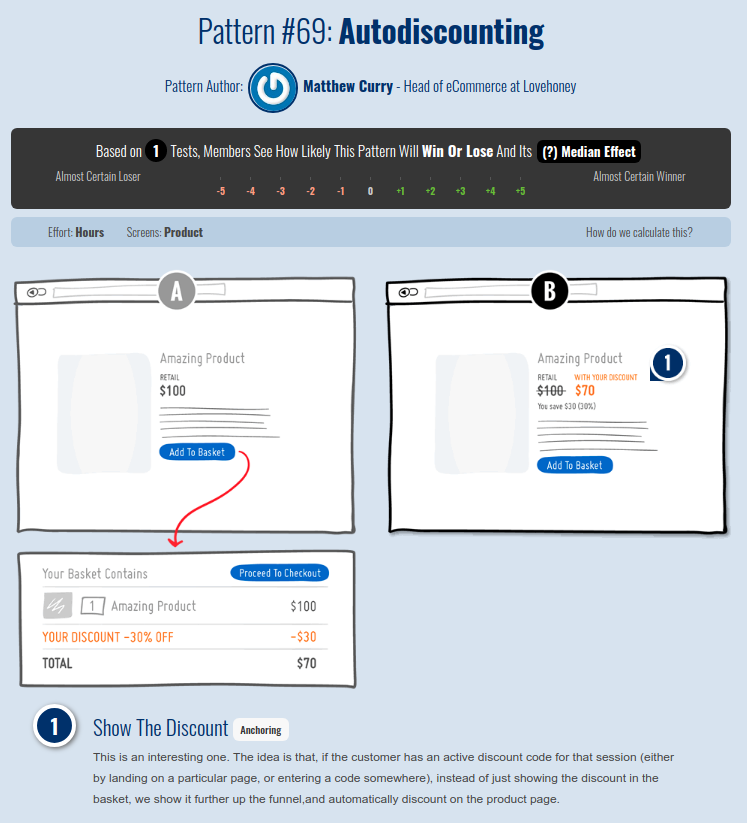 Pattern #69: Autodiscounting
Pattern Author: Matthew Curry - Head of eCommerce at Lovehoney
Based on 1 Tests, Members See How Likely This Pattern Will Win Or Lose And Its (?) Median Effect
Almost Certain Loser
-5 -4 -3 -2 -1 0 +1 +2 +3 +4 +5
Almost Certain Winner
Effort: Hours Screens: Product How do we calculate this?
A
Amazing Product
RETAIL
$100
Add To Basket
Your Basket Contains Proceed To Checkout
1 Amazing Product $100
YOUR DISCOUNT -30% OFF -$30
TOTAL $70
B
Amazing Product
1
RETAIL WITH YOUR DISCOUNT
$100 $70
You save $30 (30%)
Add To Basket
1 Show The Discount Anchoring
This is an interesting one. The idea is that, if the customer has an active discount code for that session (either
by landing on a particular page, or entering a code somewhere), instead of just showing the discount in the
basket, we show it further up the funnel,and automatically discount on the product page.